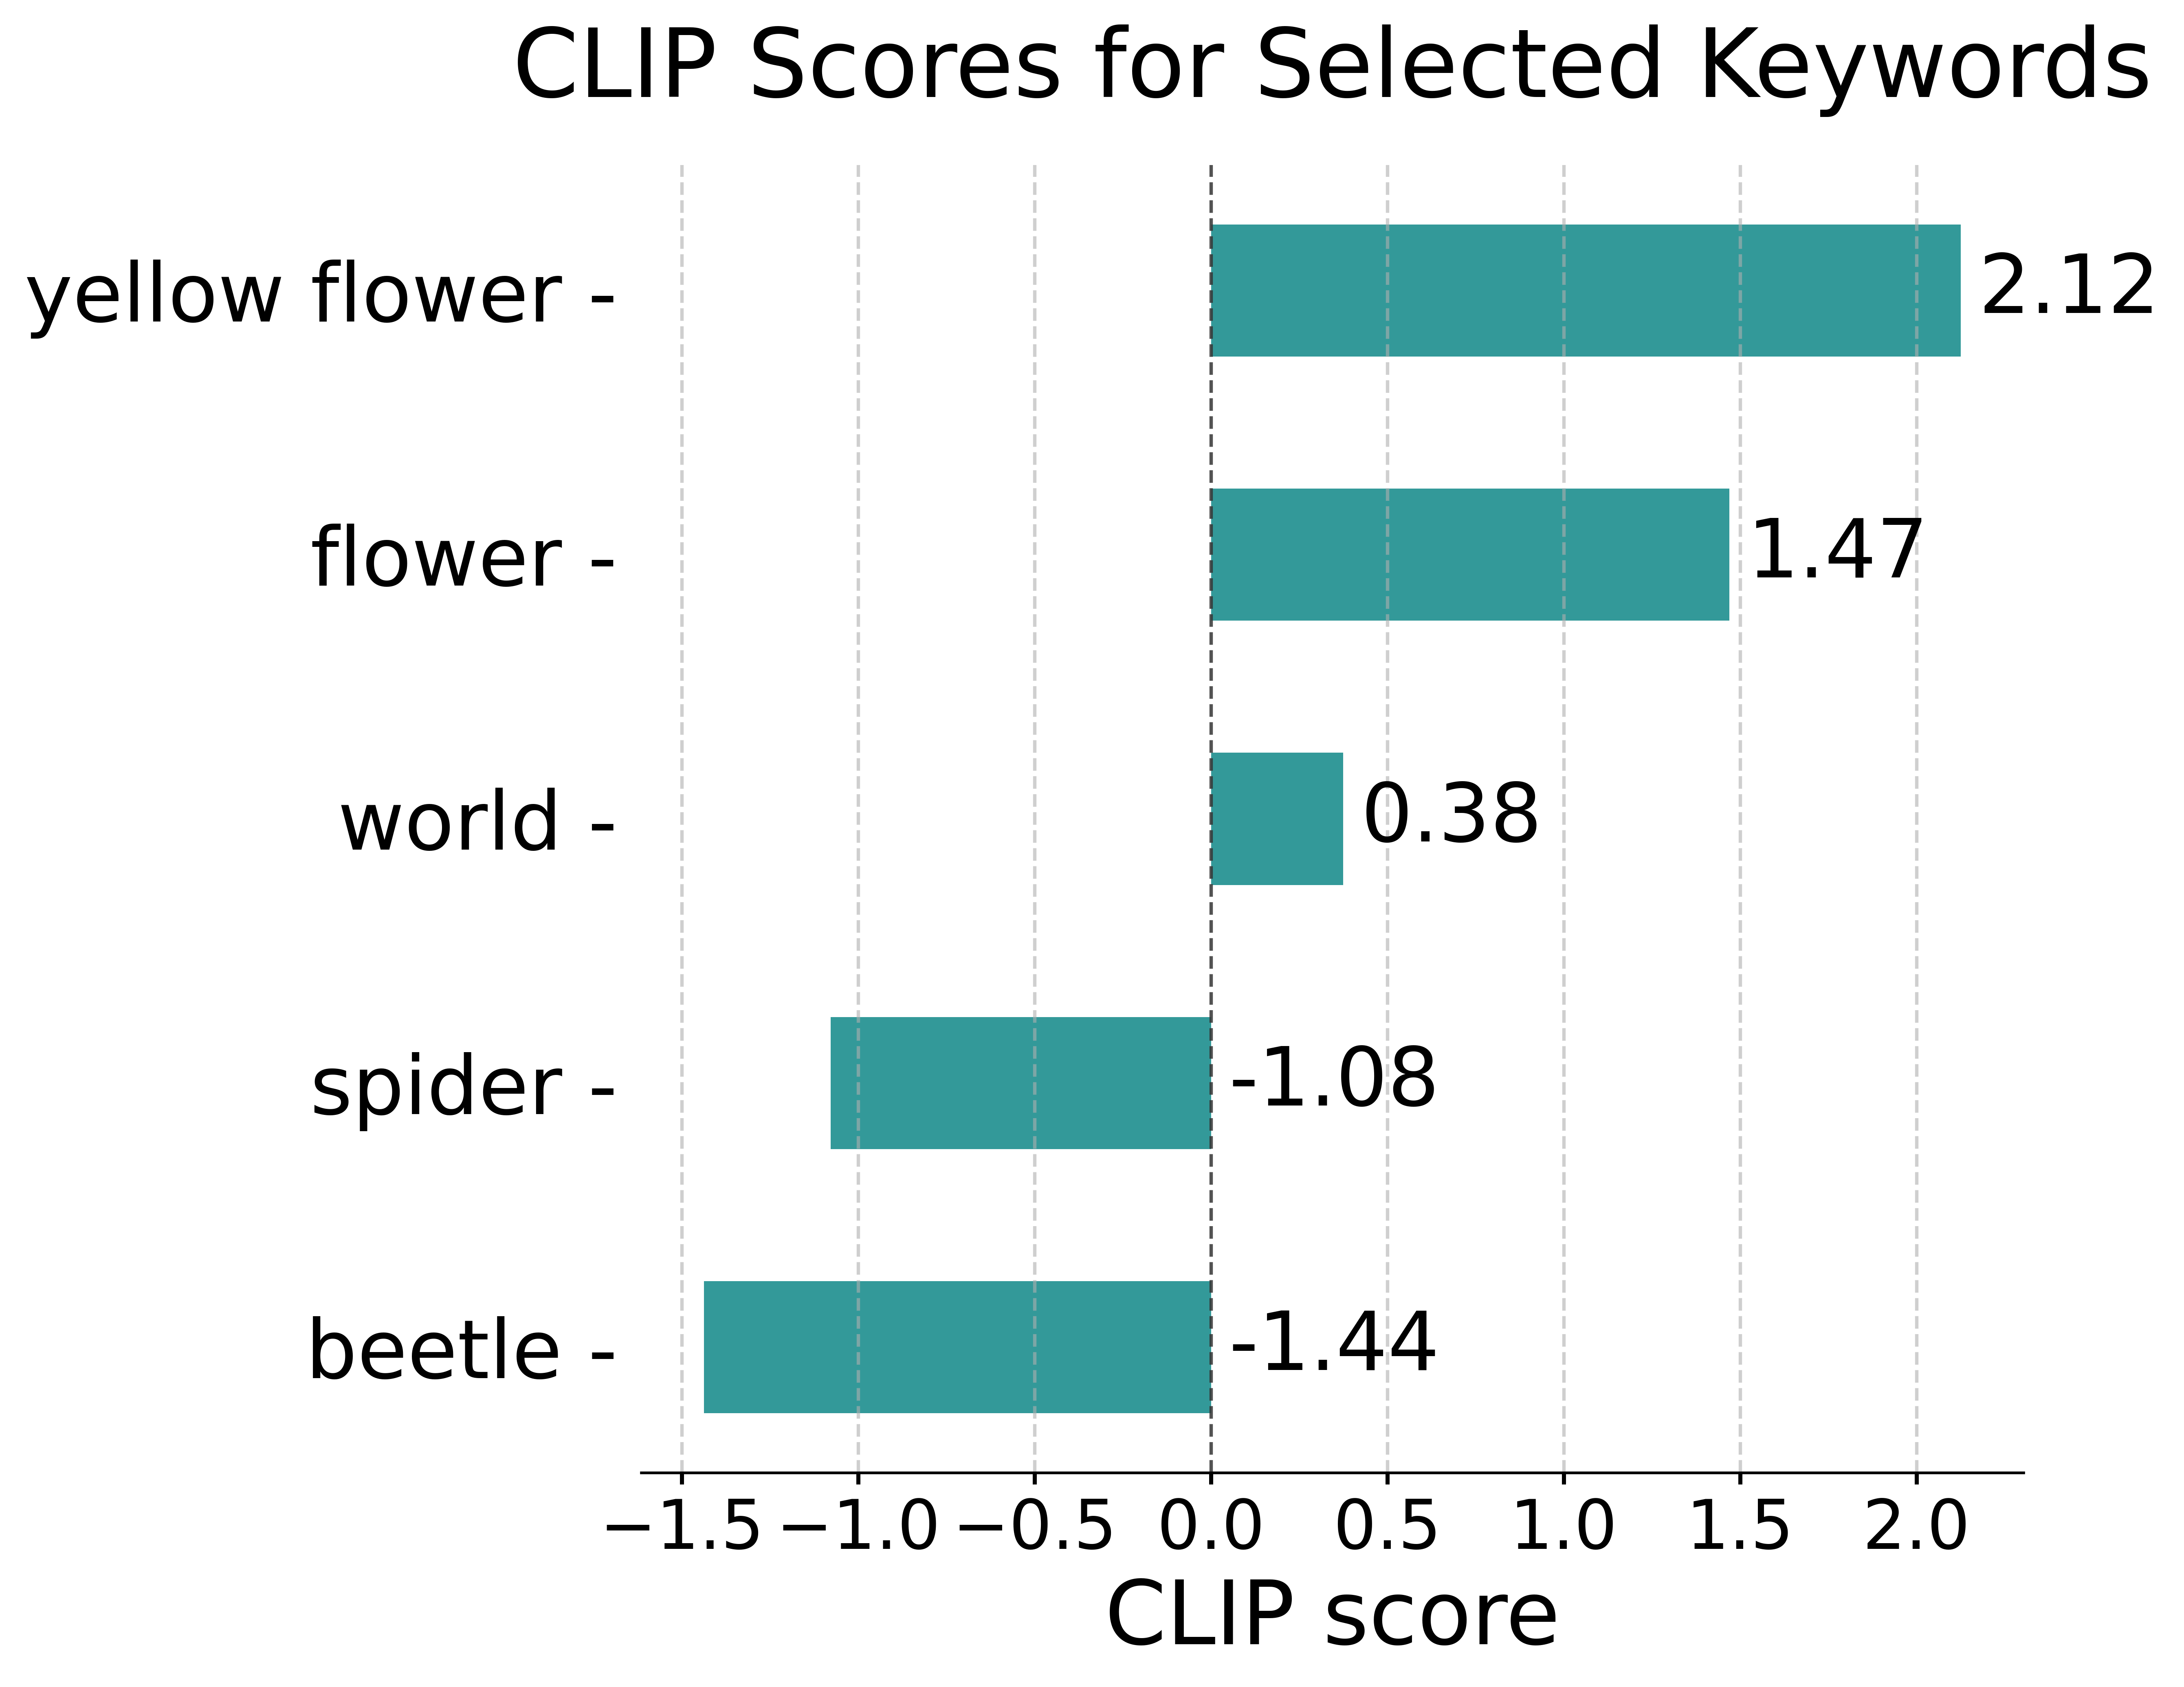 CLIP Scores for Selected Keywords
yellow flower - 2.12
flower - 1.47
world - 0.38
spider - -1.08
beetle - -1.44
−1.5 −1.0 −0.5 0.0 0.5 1.0 1.5 2.0
CLIP score